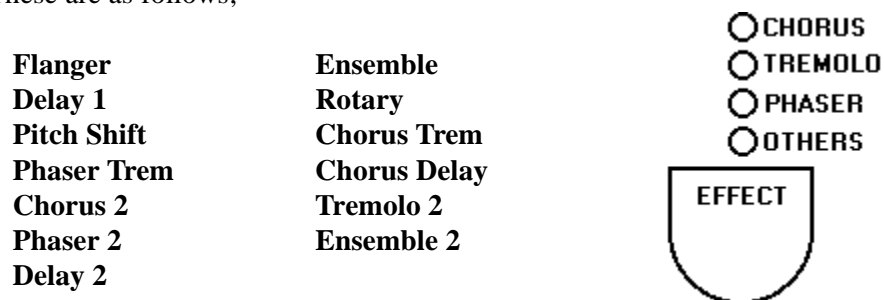 These are as follows;
Flanger
Delay 1
Pitch Shift
Phaser Trem
Chorus 2
Phaser 2
Delay 2
Ensemble
Rotary
Chorus Trem
Chorus Delay
Tremolo 2
Ensemble 2
CHORUS
TREMOLO
PHASER
OTHERS
EFFECT